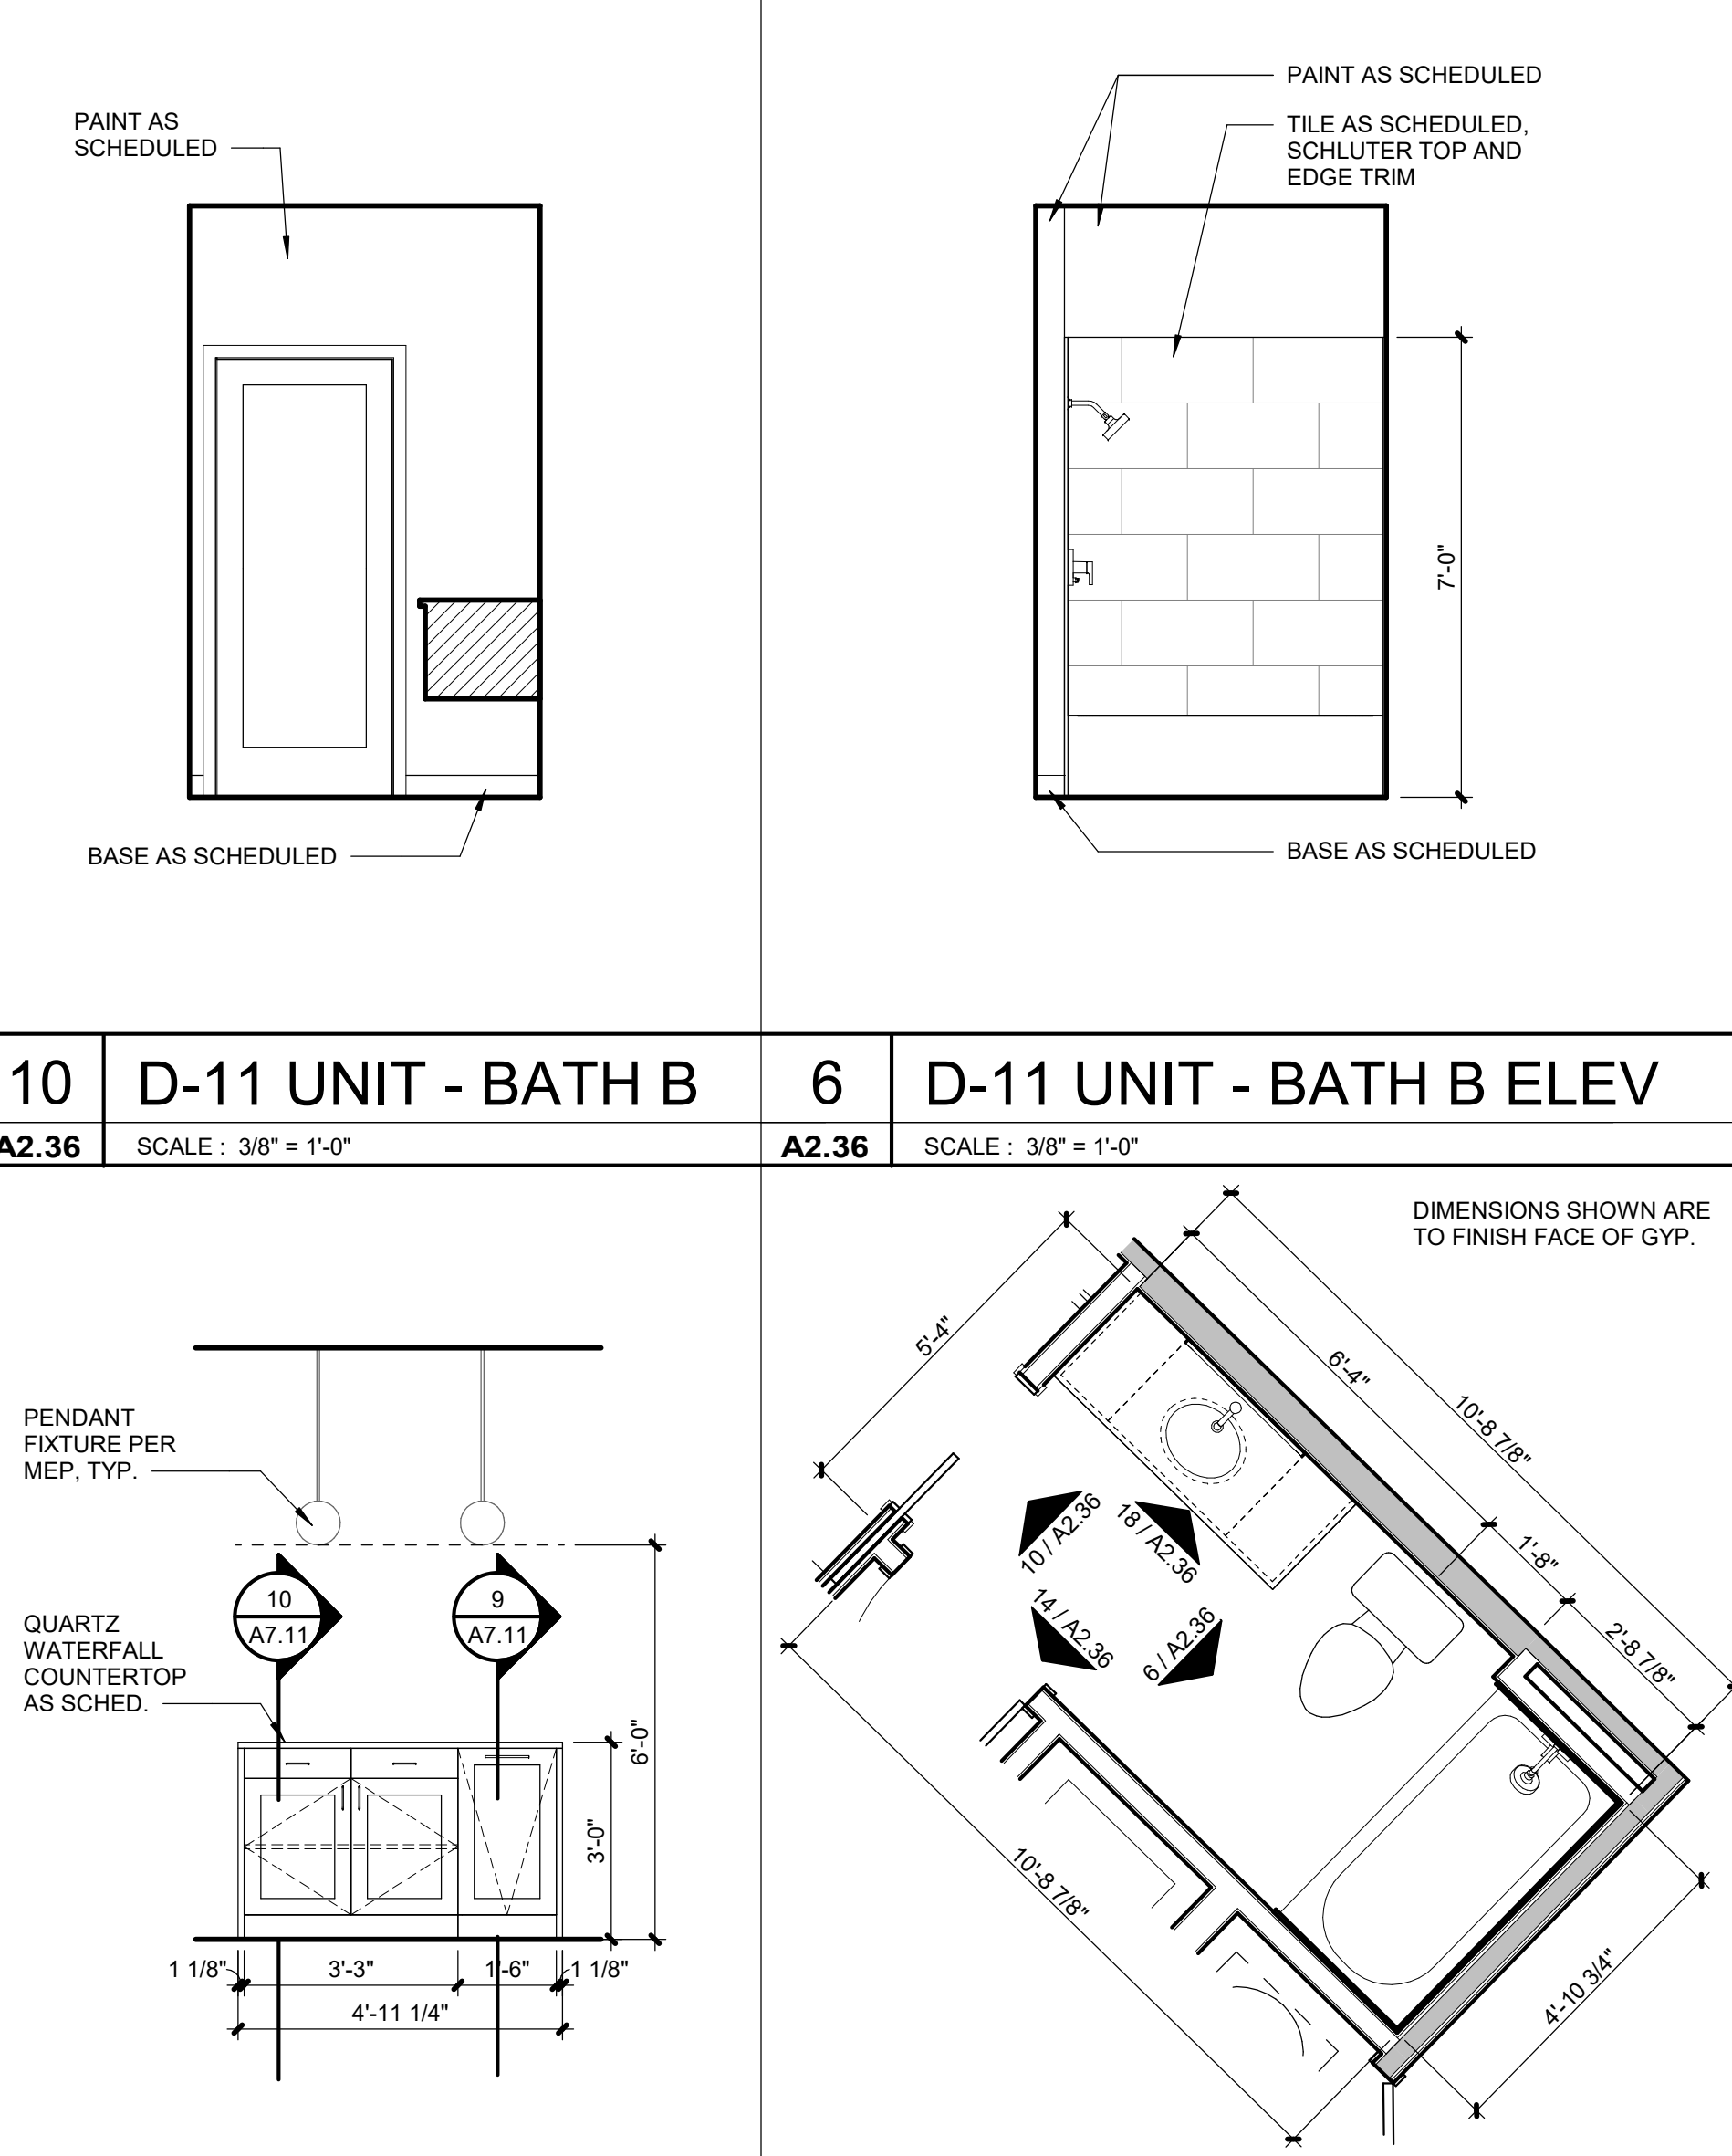 PAINT AS
SCHEDULED
BASE AS SCHEDULED
PAINT AS SCHEDULED
TILE AS SCHEDULED,
SCHLUTER TOP AND
EDGE TRIM
7'-0"
BASE AS SCHEDULED
10
D-11 UNIT - BATH B
A2.36
SCALE : 3/8" = 1'-0"
6
D-11 UNIT - BATH B ELEV
A2.36
SCALE : 3/8" = 1'-0"
PENDANT
FIXTURE PER
MEP, TYP.
10
A7.11
9
A7.11
QUARTZ
WATERFALL
COUNTERTOP
AS SCHED.
6'-0"
3'-0"
1 1/8"
3'-3"
1'-6"
1 1/8"
4'-11 1/4"
DIMENSIONS SHOWN ARE
TO FINISH FACE OF GYP.
5'-4"
6'-4"
10'-8 7/8"
1'-8"
2'-8 7/8"
10 / A2.36
18 / A2.36
14 / A2.36
6 / A2.36
10'-8 7/8"
4'-10 3/4"